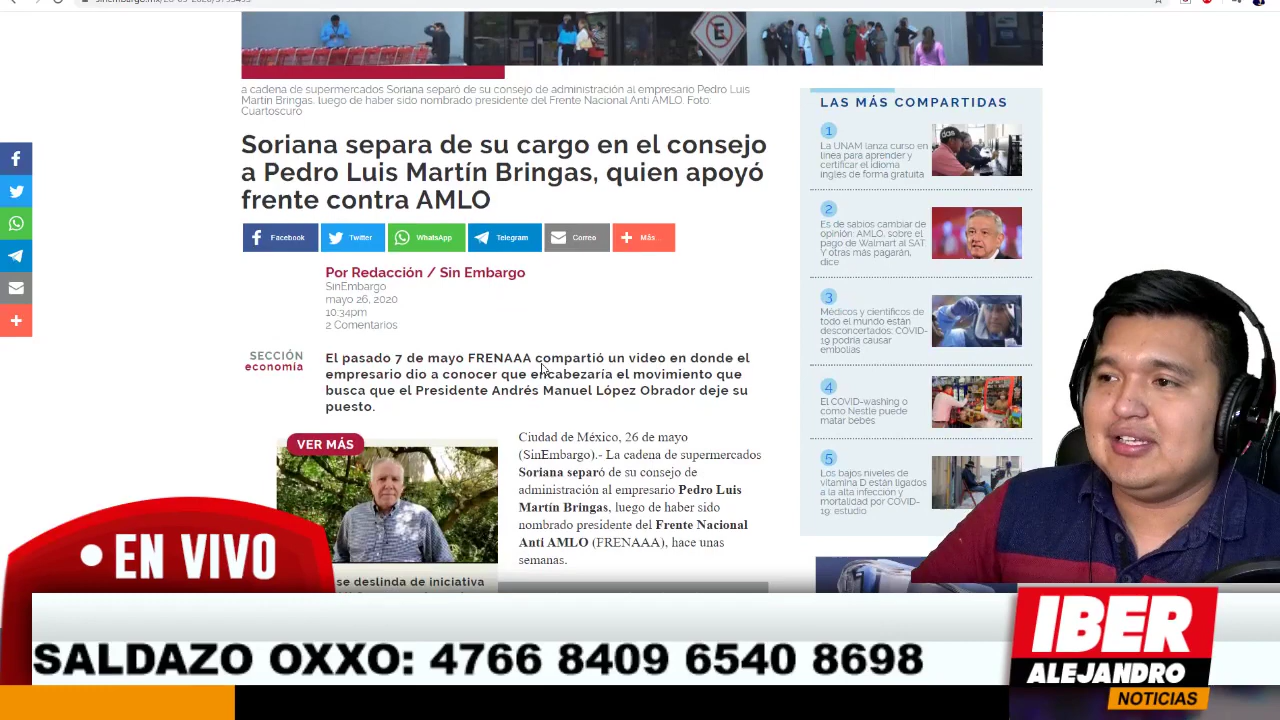 a cadena de supermercados Soriana separó de su consejo de administración al empresario Pedro Luis
Martín Bringas, luego de haber sido nombrado presidente del Frente Nacional Anti AMLO. Foto:
Cuartoscuro
Soriana separa de su cargo en el consejo
a Pedro Luis Martín Bringas, quien apoyó
frente contra AMLO
Facebook
Twitter
WhatsApp
Telegram
Correo
Más...
Por Redacción / Sin Embargo
SinEmbargo
mayo 26, 2020
10:34pm
2 Comentarios
SECCIÓN
economía
El pasado 7 de mayo FRENAAA compartió un video en donde el
empresario dio a conocer que encabezaría el movimiento que
busca que el Presidente Andrés Manuel López Obrador deje su
puesto.
VER MÁS
se deslinda de iniciativa
Ciudad de México, 26 de mayo
(SinEmbargo).- La cadena de supermercados
Soriana separó de su consejo de
administración al empresario Pedro Luis
Martín Bringas, luego de haber sido
nombrado presidente del Frente Nacional
Anti AMLO (FRENAAA), hace unas
semanas.
LAS MÁS COMPARTIDAS
1
La UNAM lanza curso en
línea para aprender y
certificar el idioma
inglés de forma gratuita
2
Es de sabios cambiar de
opinión: AMLO, sobre el
pago de Walmart al SAT.
Y otras más pagarán,
dice
3
Médicos y científicos de
todo el mundo están
desconcertados: COVID-
19 podría causar
embolias
4
El COVID-washing o
como Nestlé puede
matar bebés
5
Los bajos niveles de
vitamina D están ligados
a la alta infección y
mortalidad por COVID-
19: estudio
E
EN VIVO
SALDAZO OXXO: 4766 8409 6540 8698
IBER
ALEJANDRO
NOTICIAS